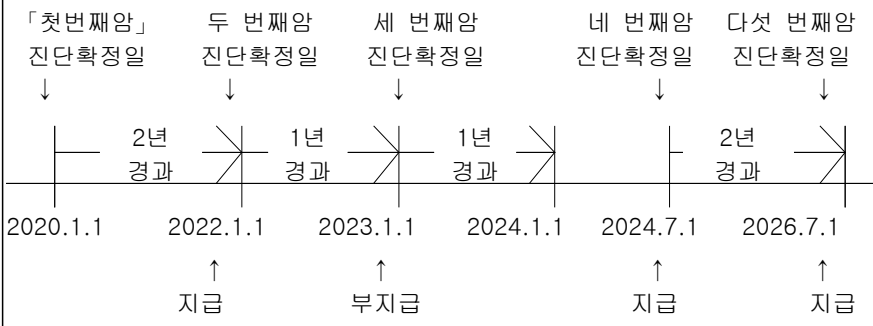 「첫번째암」 두 번째암 세 번째암 네 번째암 다섯 번째암
진단확정일 진단확정일 진단확정일 진단확정일 진단확정일
↓ ↓ ↓ ↓ ↓
2년 1년 1년 2년
경과 경과 경과 경과
2020.1.1 2022.1.1 2023.1.1 2024.1.1 2024.7.1 2026.7.1
↑ ↑ ↑ ↑
지급 부지급 지급 지급